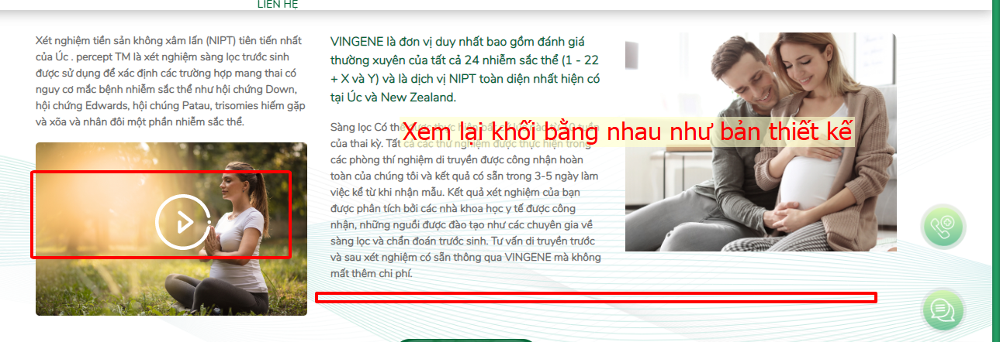 LIÊN HỆ
Xét nghiệm tiền sản không xâm lấn (NIPT) tiên tiến nhất
của Úc . percept TM là xét nghiệm sàng lọc trước sinh
được sử dụng để xác định các trường hợp mang thai có
nguy cơ mắc bệnh nhiễm sắc thể như hội chứng Down,
hội chứng Edwards, hội chúng Patau, trisomies hiếm gặp
và xõa và nhân đôi một phần nhiễm sắc thể.
VINGENE là đơn vị duy nhất bao gồm đánh giá
thường xuyên của tất cả 24 nhiễm sắc thể (1 - 22
+ X và Y) và là dịch vị NIPT toàn diện nhất hiện có
tại Úc và New Zealand.
Sàng lọc Có thể được thực hiện tuần
Xem lại khối bằng nhau như bản thiết kế
của thai kỳ. Tất cả các thử nghiệm được thực hiện trong
các phòng thí nghiệm di truyền được công nhận hoàn
toàn của chúng tôi và kết quả có sẵn trong 3-5 ngày làm
việc kể từ khi nhận mẫu. Kết quả xét nghiệm của bạn
được phân tích bởi các nhà khoa học y tế được công
nhận, những nguồi được đào tạo như các chuyên gia về
sàng lọc và chẩn đoán trước sinh. Tư vấn di truyền trước
và sau xét nghiệm có sẵn thông qua VINGENE mà không
mất thêm chi phí.